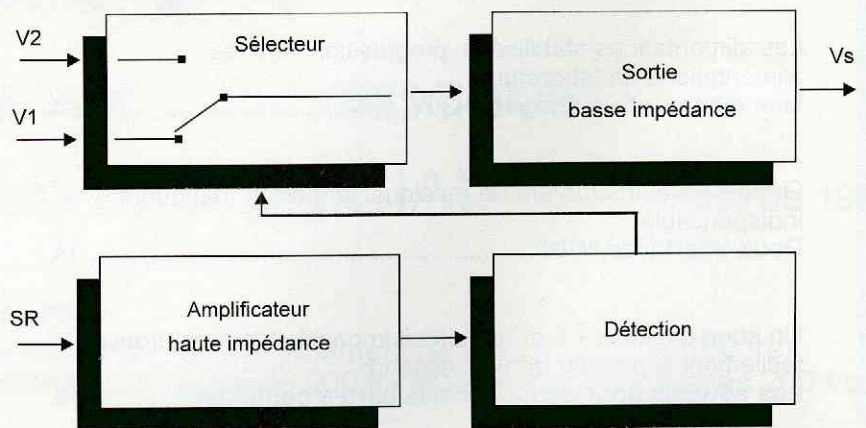 V2
Sélecteur
V1
Sortie
basse impédance
Vs
SR
Amplificateur
haute impédance
Détection